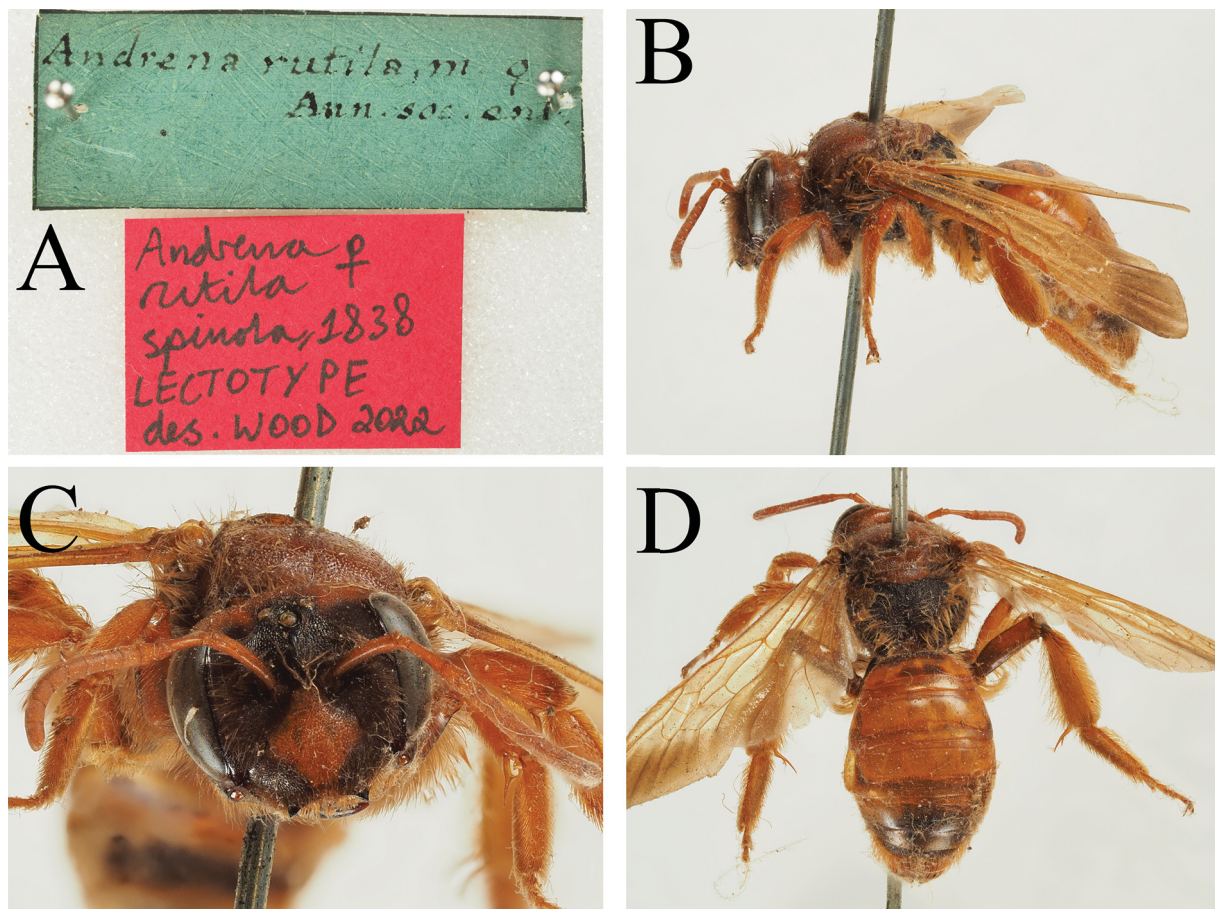 Andrena rutila, m. ♀
Ann. soc. ent.
A
Andrena ♀
rutila
spinola, 1838
LECTOTYPE
des. WOOD 2022
B
C
D